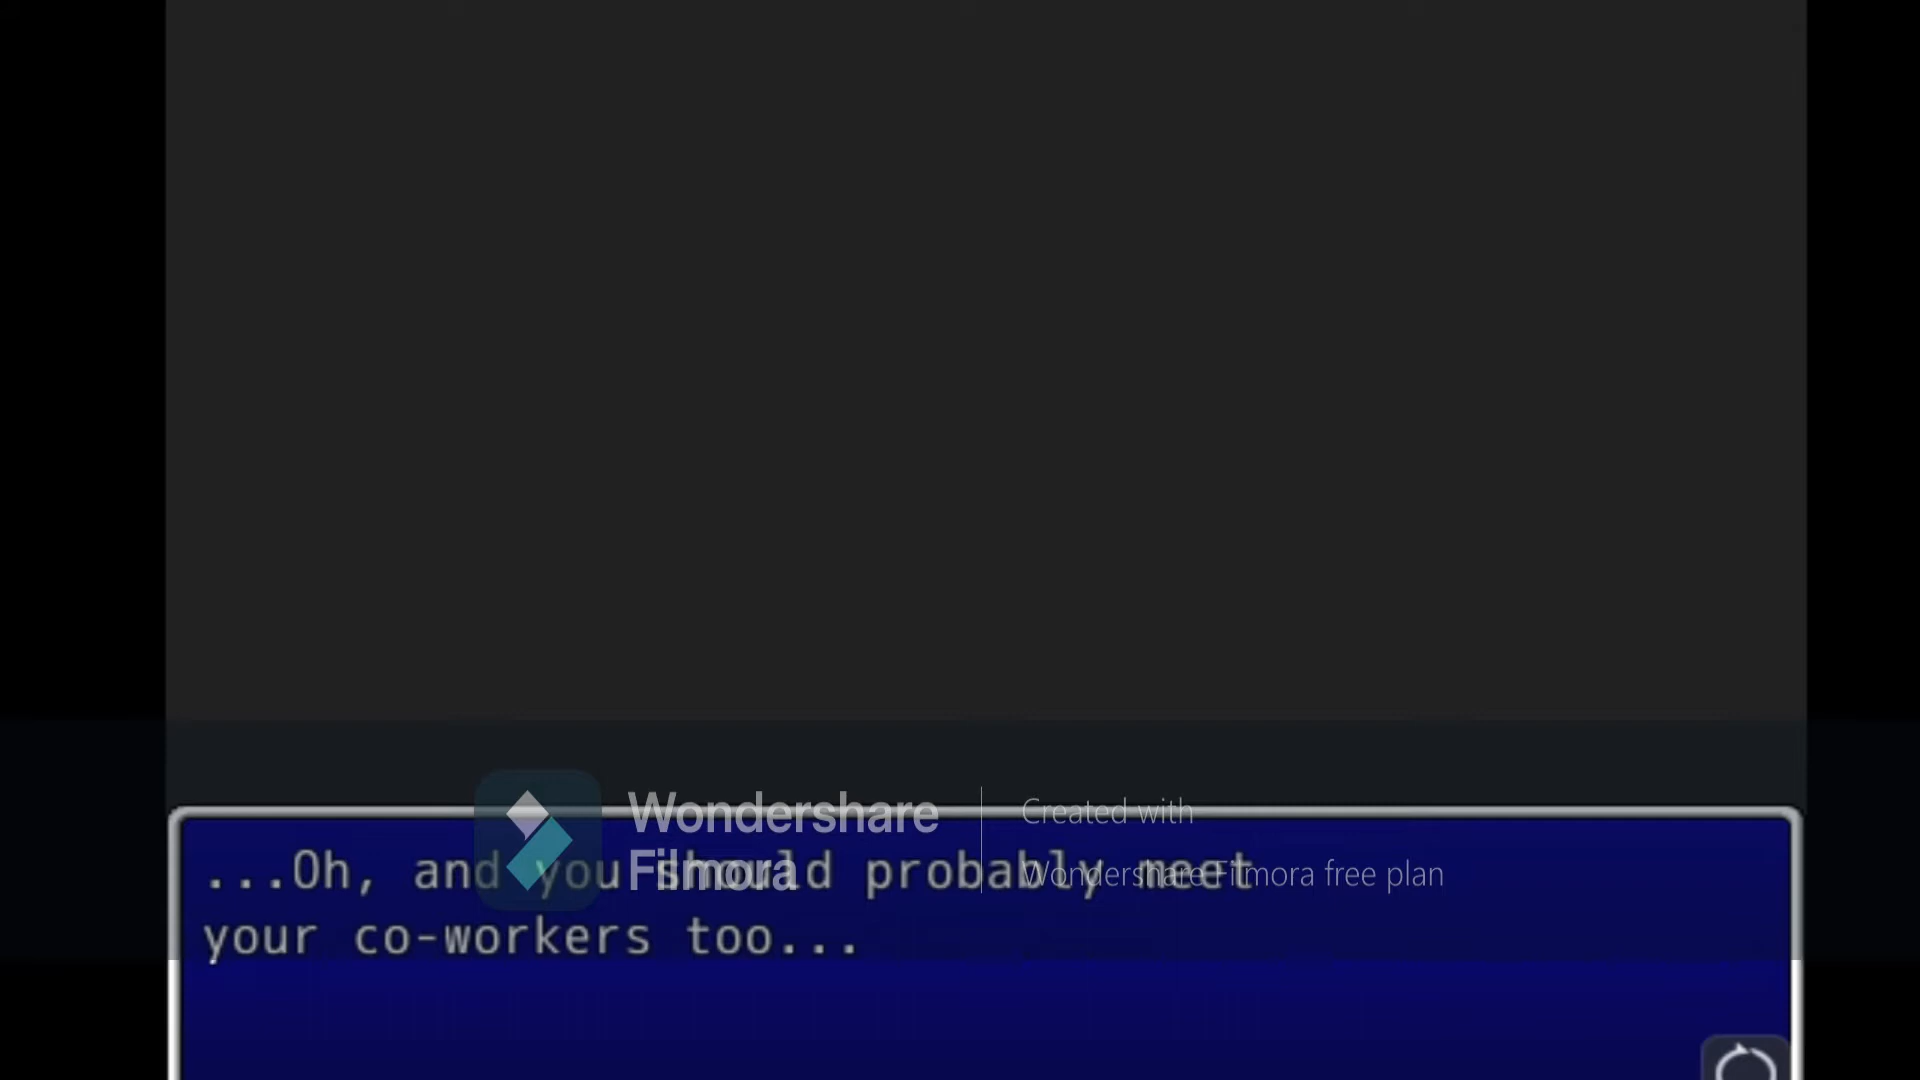 Wondershare
Filmora
Created with
Wondershare Filmora free plan
...Oh, and you should probably meet
your co-workers too...